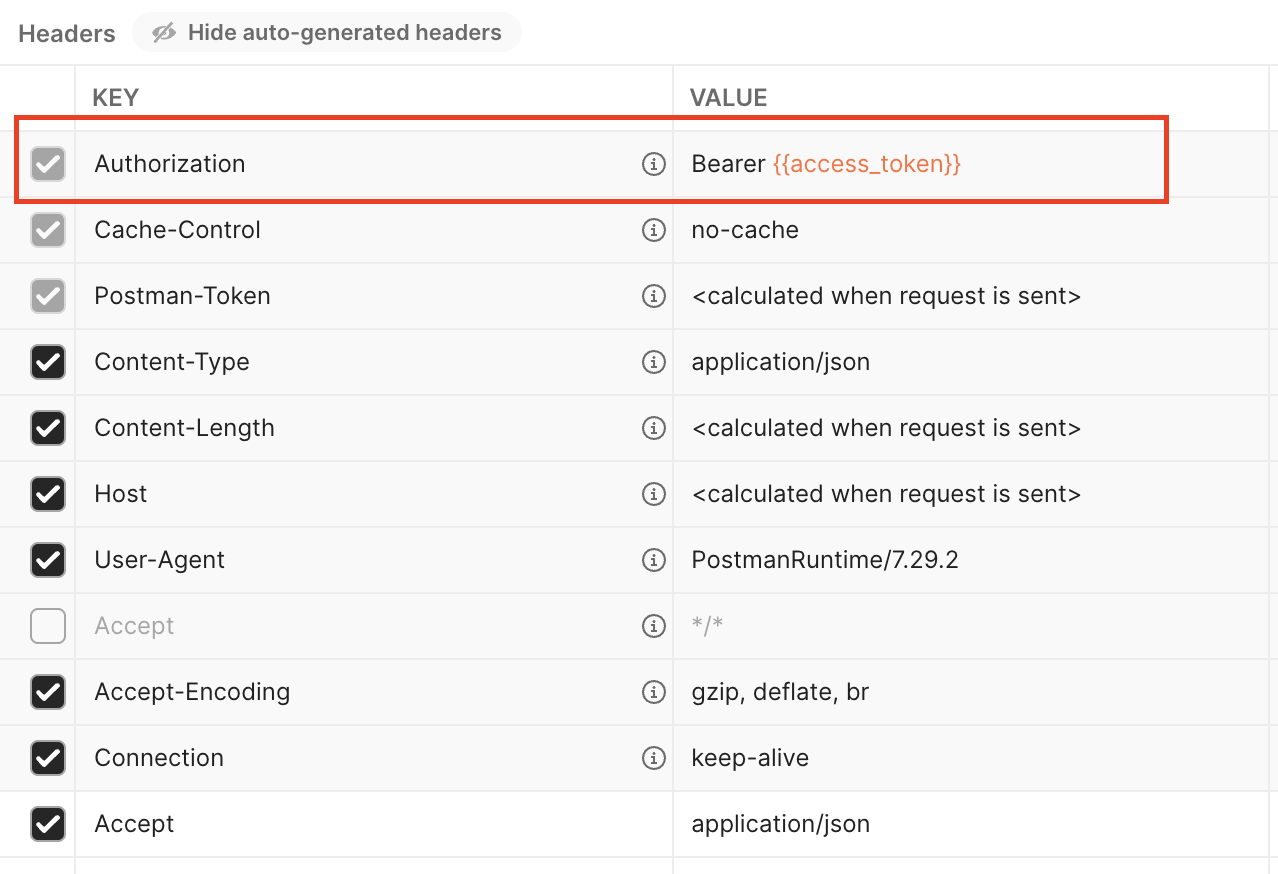 Headers Hide auto-generated headers
KEY VALUE
Authorization Bearer {{access_token}}
Cache-Control no-cache
Postman-Token <calculated when request is sent>
Content-Type application/json
Content-Length <calculated when request is sent>
Host <calculated when request is sent>
User-Agent PostmanRuntime/7.29.2
Accept */*
Accept-Encoding gzip, deflate, br
Connection keep-alive
Accept application/json